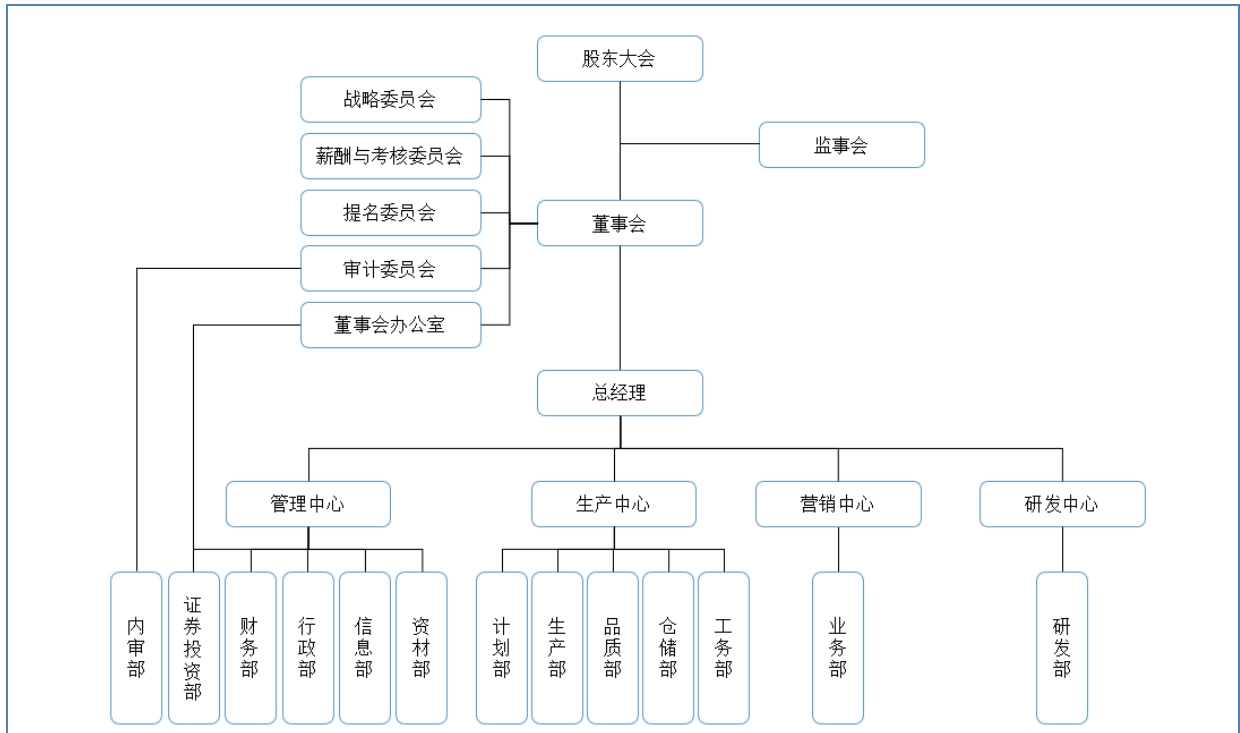 股东大会
战略委员会
监事会
薪酬与考核委员会
提名委员会
董事会
审计委员会
董事会办公室
总经理
管理中心
生产中心
营销中心
研发中心
内审部
证券投资部
财务部
行政部
信息部
资材部
计划部
生产部
品质部
仓储部
工务部
业务部
研发部